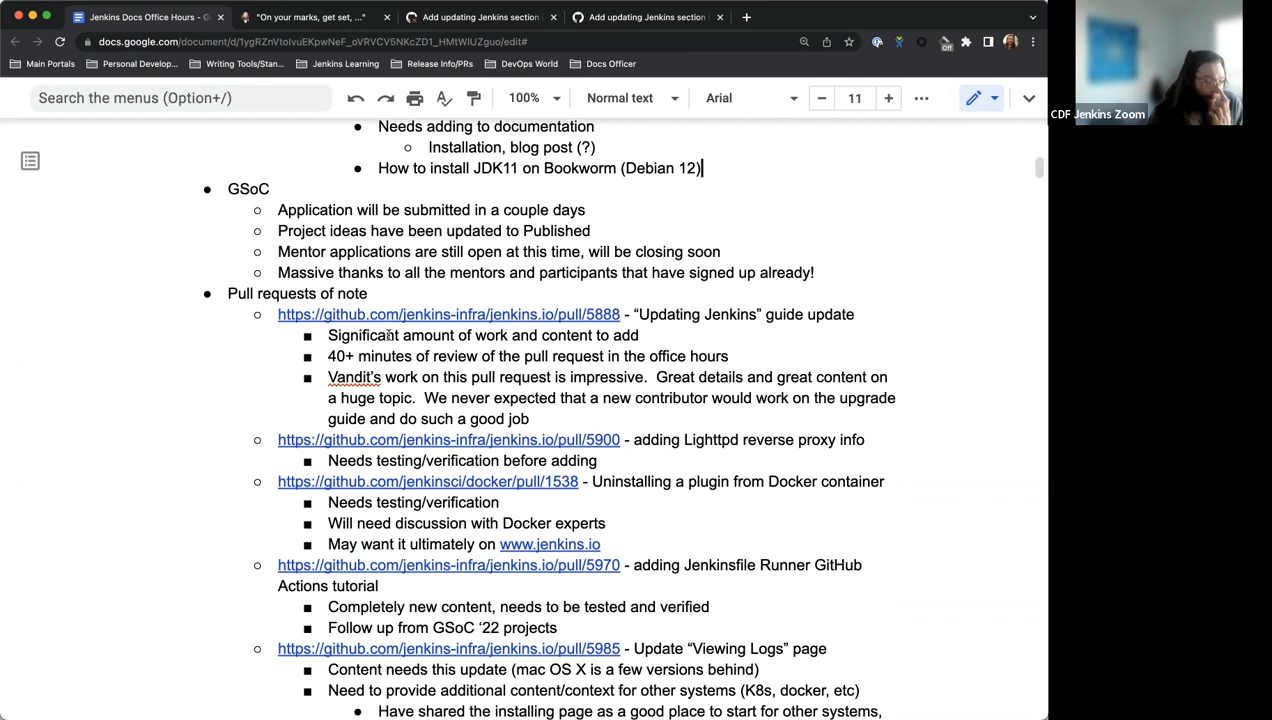 Jenkins Docs Office Hours - G
"On your marks, get set, ..."
Add updating Jenkins section
Add updating Jenkins section
docs.google.com/document/d/1ygRZnVtolvuEKpwNeF_oVRVCV5NKcZD1_HMtWlUZguo/edit#
Off
Main Portals
Personal Develop...
Writing Tools/Stan...
Jenkins Learning
Release Info/PRs
DevOps World
Docs Officer
Search the menus (Option+/)
100%
Normal text
Arial
11
CDF Jenkins Zoom
Needs adding to documentation
Installation, blog post (?)
How to install JDK11 on Bookworm (Debian 12)
GSoC
Application will be submitted in a couple days
Project ideas have been updated to Published
Mentor applications are still open at this time, will be closing soon
Massive thanks to all the mentors and participants that have signed up already!
Pull requests of note
https://github.com/jenkins-infra/jenkins.io/pull/5888 - “Updating Jenkins” guide update
Significant amount of work and content to add
40+ minutes of review of the pull request in the office hours
Vandit’s work on this pull request is impressive. Great details and great content on
a huge topic. We never expected that a new contributor would work on the upgrade
guide and do such a good job
https://github.com/jenkins-infra/jenkins.io/pull/5900 - adding Lighttpd reverse proxy info
Needs testing/verification before adding
https://github.com/jenkinsci/docker/pull/1538 - Uninstalling a plugin from Docker container
Needs testing/verification
Will need discussion with Docker experts
May want it ultimately on www.jenkins.io
https://github.com/jenkins-infra/jenkins.io/pull/5970 - adding Jenkinsfile Runner GitHub
Actions tutorial
Completely new content, needs to be tested and verified
Follow up from GSoC ‘22 projects
https://github.com/jenkins-infra/jenkins.io/pull/5985 - Update “Viewing Logs” page
Content needs this update (mac OS X is a few versions behind)
Need to provide additional content/context for other systems (K8s, docker, etc)
Have shared the installing page as a good place to start for other systems,